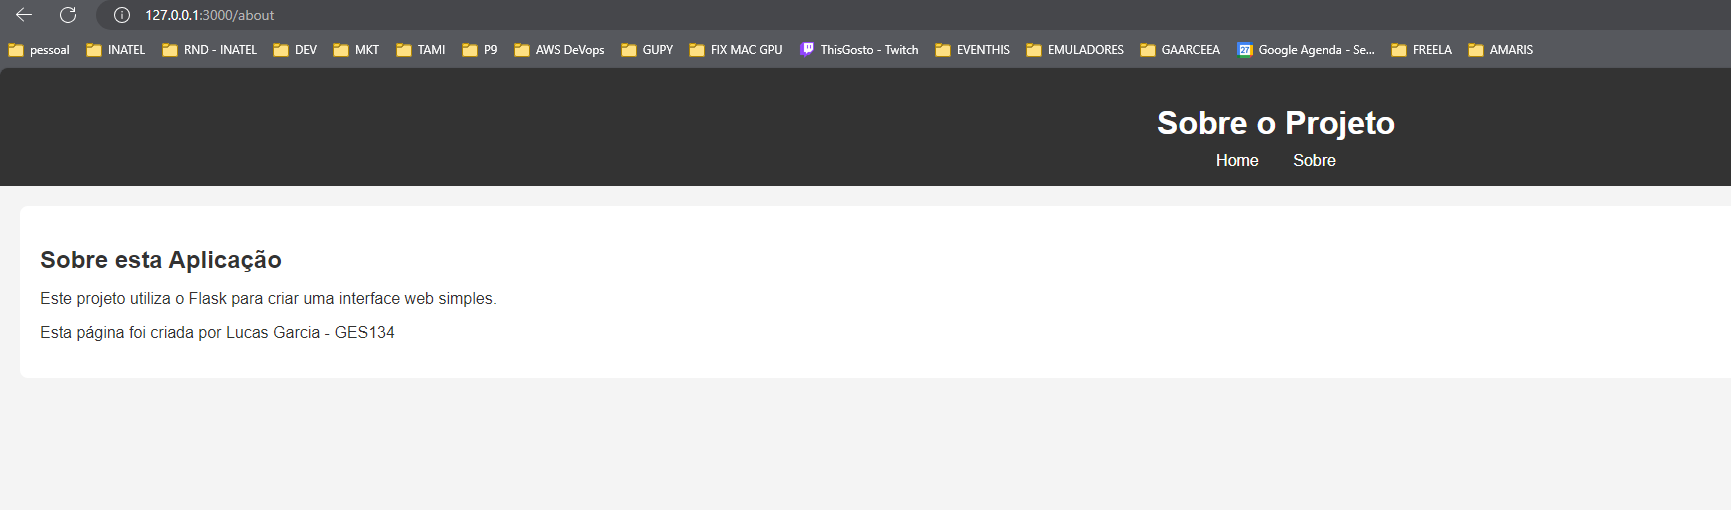 127.0.0.1:3000/about
pessoal INATEL RND - INATEL DEV MKT TAMI P9 AWS DeVops GUPY FIX MAC GPU ThisGosto - Twitch EVENTHIS EMULADORES GAARCEEA 27 Google Agenda - Se... FREELA AMARIS
Sobre o Projeto
Home Sobre
Sobre esta Aplicação
Este projeto utiliza o Flask para criar uma interface web simples.
Esta página foi criada por Lucas Garcia - GES134